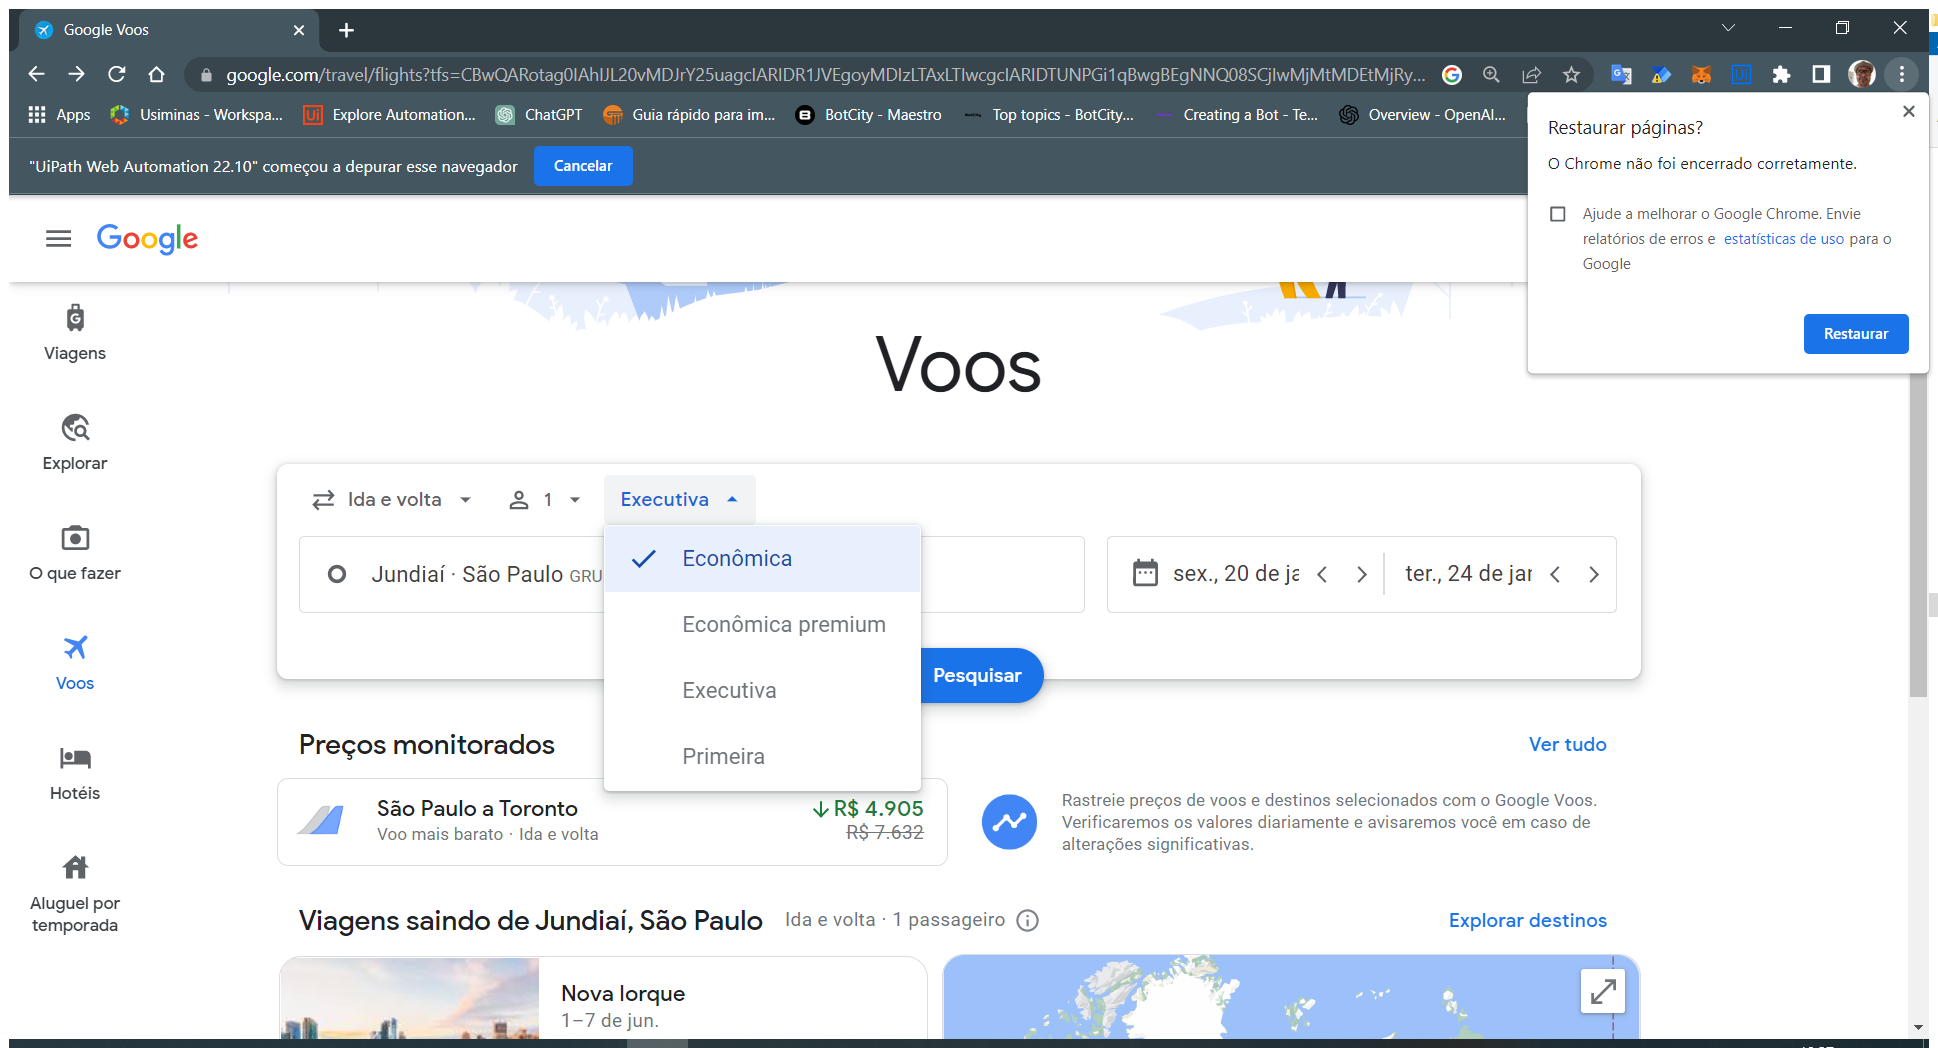 Google Voos
google.com/travel/flights?tfs=CBwQARotag0IAhIJL20vMDJrY25uagcIARIDR1JVEgoyMDIzLTAxLTIwcgcIARIDTUNPGi1qBwgBEgNNQ08SCjIwMjMtMDEtMjRy...
Apps
Usiminas - Workspa...
Explore Automation...
ChatGPT
Guia rápido para im...
BotCity - Maestro
Top topics - BotCity...
Creating a Bot - Te...
Overview - OpenAI...
"UiPath Web Automation 22.10" começou a depurar esse navegador
Cancelar
Restaurar páginas?
O Chrome não foi encerrado corretamente.
Ajude a melhorar o Google Chrome. Envie
relatórios de erros e estatísticas de uso para o
Google
Restaurar
Google
Viagens
Explorar
O que fazer
Voos
Hotéis
Aluguel por
temporada
Voos
Ida e volta
1
Executiva
Econômica
Econômica premium
Executiva
Primeira
Jundiaí · São Paulo GRU
sex., 20 de ja
ter., 24 de jan
Pesquisar
Preços monitorados
Ver tudo
São Paulo a Toronto
R$ 4.905
Voo mais barato · Ida e volta
R$ 7.632
Rastreie preços de voos e destinos selecionados com o Google Voos.
Verificaremos os valores diariamente e avisaremos você em caso de
alterações significativas.
Viagens saindo de Jundiaí, São Paulo
Ida e volta · 1 passageiro
Explorar destinos
Nova Iorque
1–7 de jun.